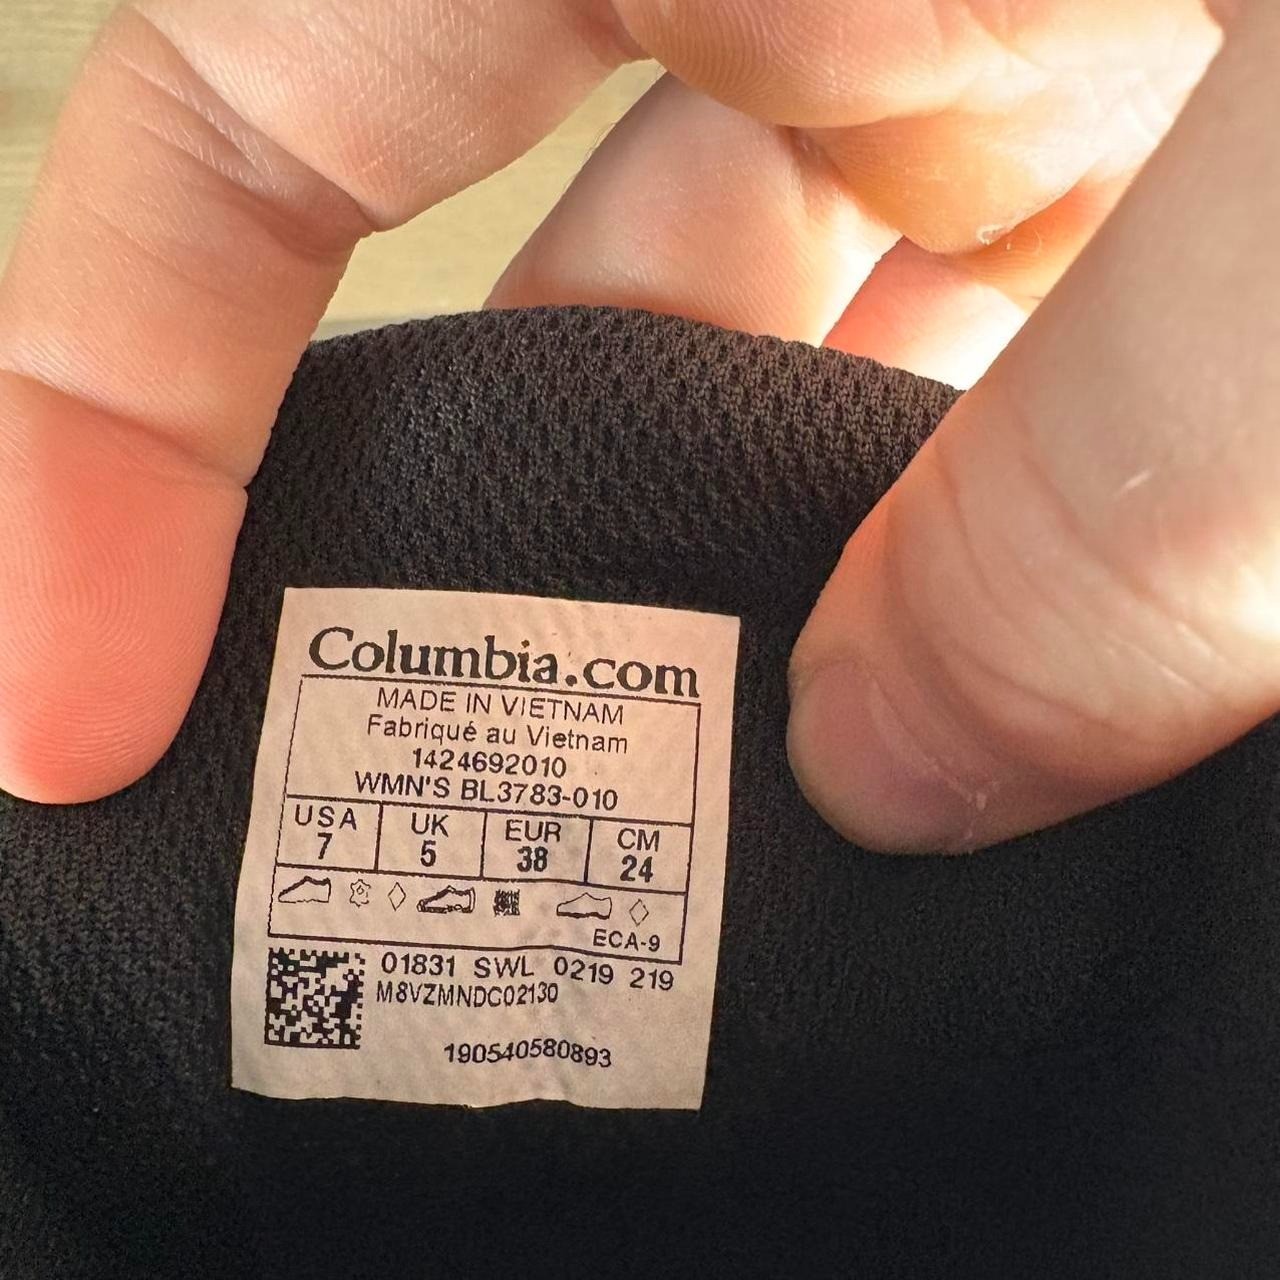 Columbia.com
MADE IN VIETNAM
Fabriqué au Vietnam
1424692010
WMN'S BL3783-010
USA UK EUR CM
7 5 38 24
ECA-9
01831 SWL 0219 219
M8VZMNDC02130
190540580893